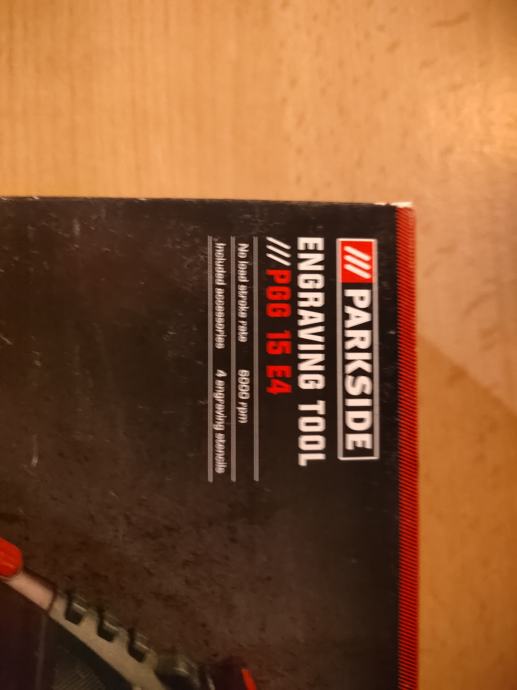 /// PARKSIDE
ENGRAVING TOOL
/// PGG 15 E4
No load stroke rate 6000 rpm
Included accessories 4 engraving stencils